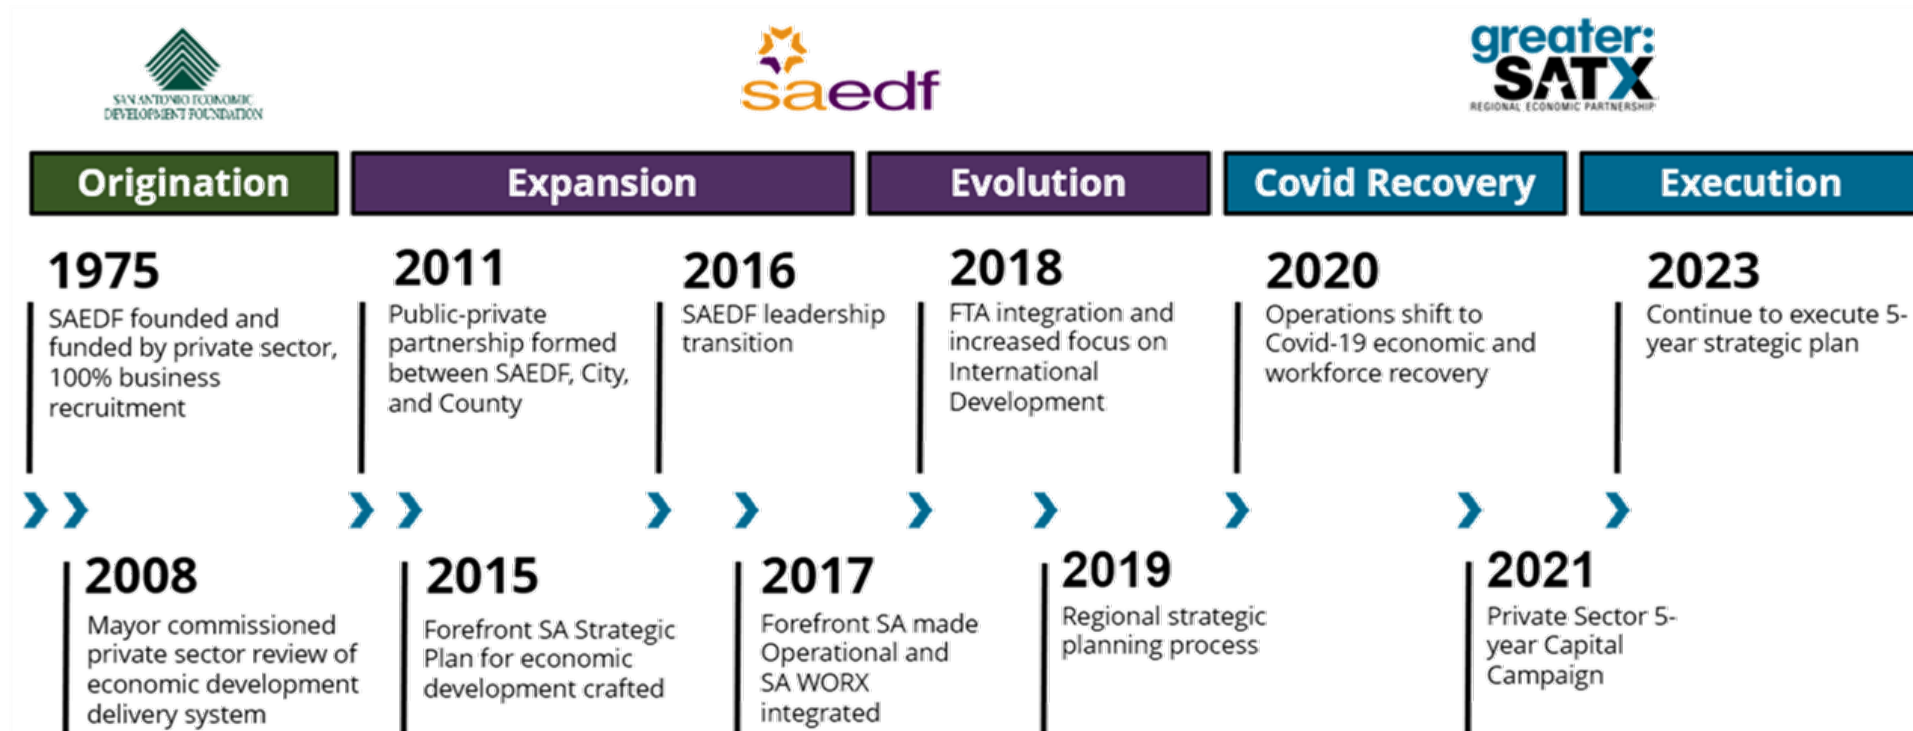 SAN ANTONIO ECONOMIC
DEVELOPMENT FOUNDATION
saedf
greater:
SATX
REGIONAL ECONOMIC PARTNERSHIP
Origination
Expansion
Evolution
Covid Recovery
Execution
1975
SAEDF founded and
funded by private sector,
100% business
recruitment
2011
Public-private
partnership formed
between SAEDF, City,
and County
2016
SAEDF leadership
transition
2018
FTA integration and
increased focus on
International
Development
2020
Operations shift to
Covid-19 economic and
workforce recovery
2023
Continue to execute 5-
year strategic plan
2008
Mayor commissioned
private sector review of
economic development
delivery system
2015
Forefront SA Strategic
Plan for economic
development crafted
2017
Forefront SA made
Operational and
SA WORX
integrated
2019
Regional strategic
planning process
2021
Private Sector 5-
year Capital
Campaign